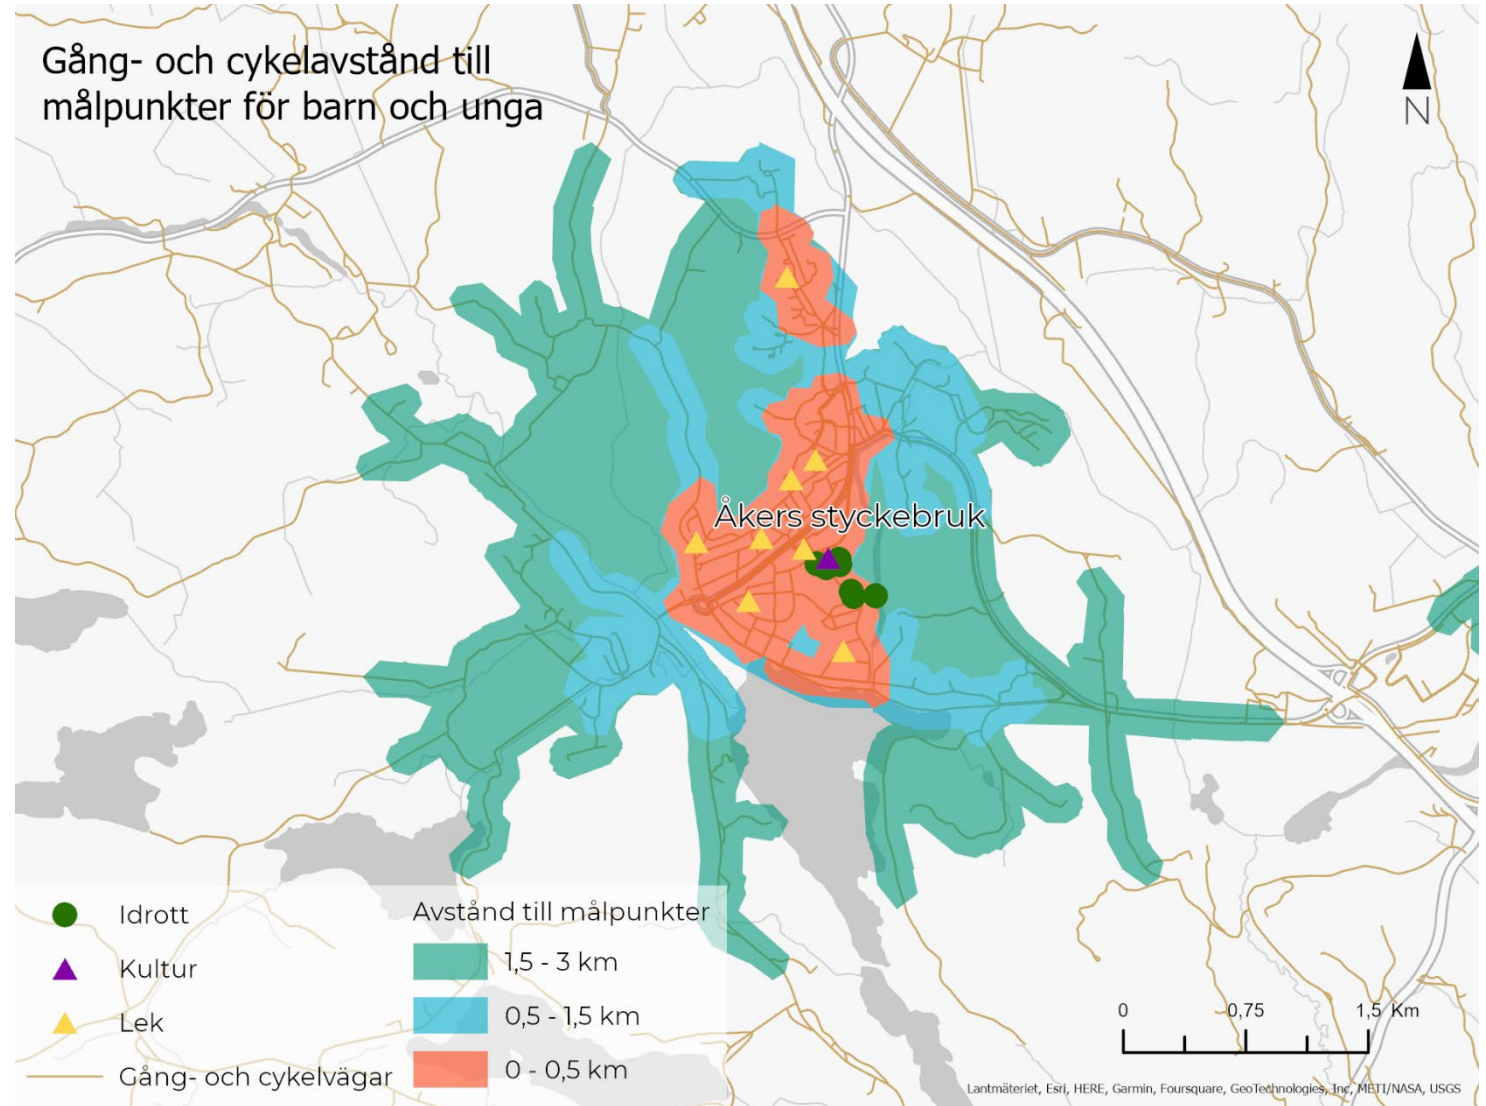 Gång- och cykelavstånd till
målpunkter för barn och unga
N
Åkers styckebruk
Idrott
Kultur
Lek
Gång- och cykelvägar
Avstånd till målpunkter
1,5 - 3 km
0,5 - 1,5 km
0 - 0,5 km
0 0,75 1,5 Km
Lantmäteriet, Esri, HERE, Garmin, Foursquare, GeoTechnologies, Inc, METI/NASA, USGS